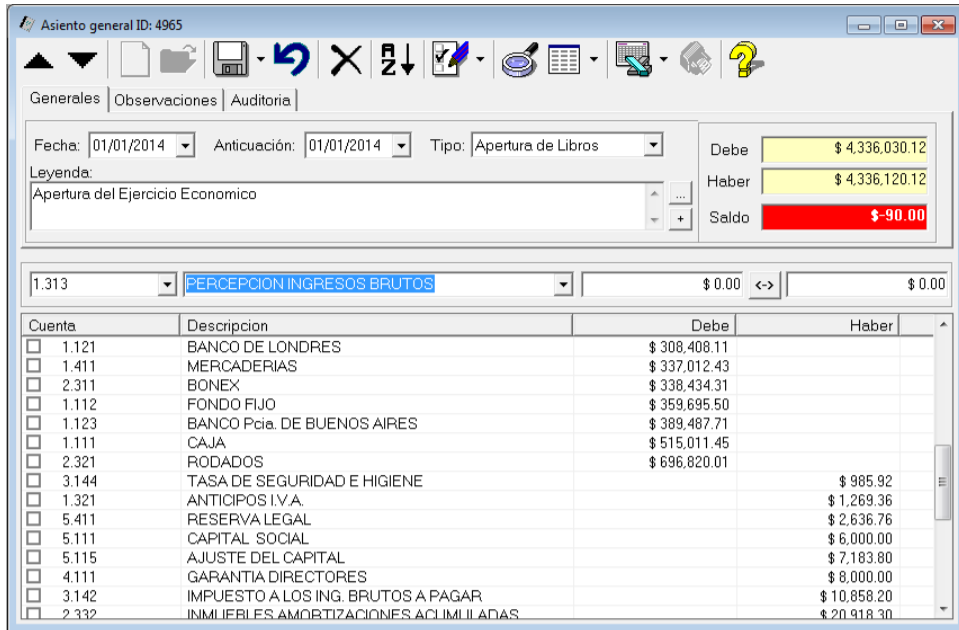 Asiento general ID: 4965
Generales Observaciones Auditoria
Fecha: 01/01/2014 Anticuación: 01/01/2014 Tipo: Apertura de Libros
Debe $ 4,336,030.12
Leyenda:
Apertura del Ejercicio Economico
...
+
Haber $ 4,336,120.12
Saldo $-90.00
1.313 PERCEPCION INGRESOS BRUTOS $ 0.00 <-> $ 0.00
Cuenta Descripcion Debe Haber
1.121 BANCO DE LONDRES $ 308,408.11
1.411 MERCADERIAS $ 337,012.43
2.311 BONEX $ 338,434.31
1.112 FONDO FIJO $ 359,695.50
1.123 BANCO Pcia. DE BUENOS AIRES $ 389,487.71
1.111 CAJA $ 515,011.45
2.321 RODADOS $ 696,820.01
3.144 TASA DE SEGURIDAD E HIGIENE $ 985.92
1.321 ANTICIPOS I.V.A. $ 1,269.36
5.411 RESERVA LEGAL $ 2,636.76
5.111 CAPITAL SOCIAL $ 6,000.00
5.115 AJUSTE DEL CAPITAL $ 7,183.80
4.111 GARANTIA DIRECTORES $ 8,000.00
3.142 IMPUESTO A LOS ING. BRUTOS A PAGAR $ 10,858.20
2.332 INMUEBLES AMORTIZACIONES ACUMULADAS $ 20,918.30